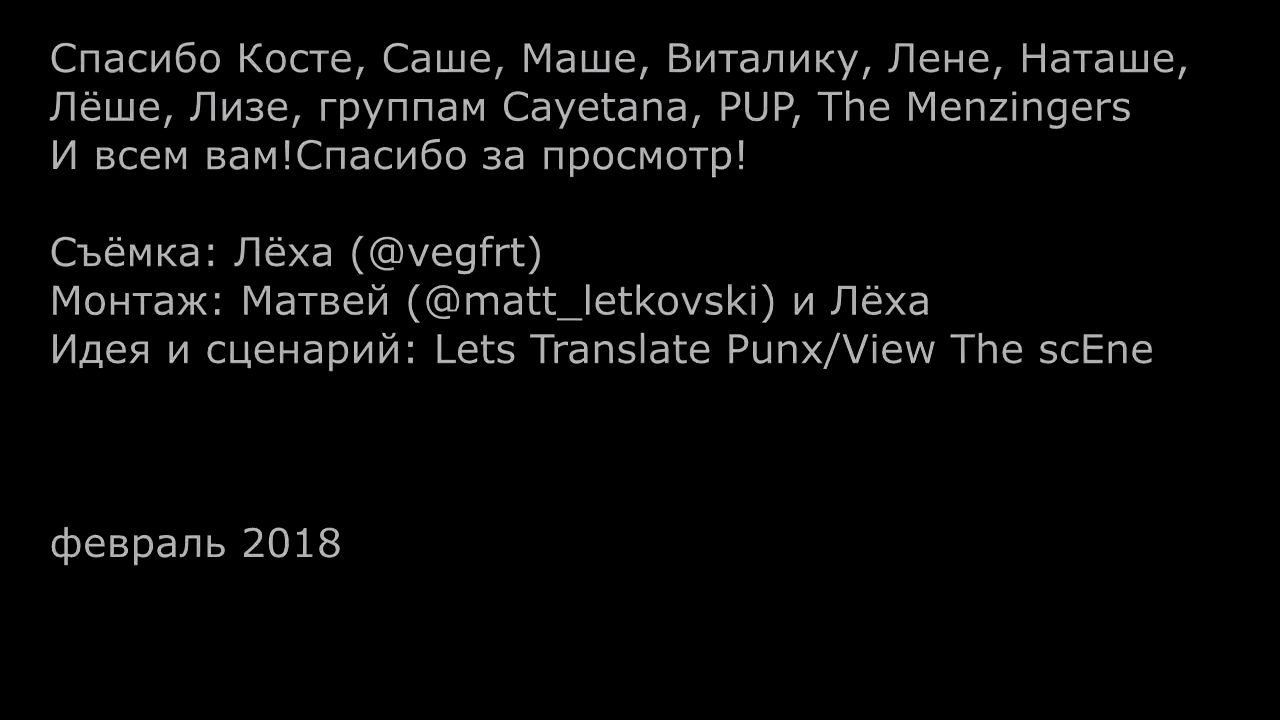 Спасибо Косте, Саше, Маше, Виталику, Лене, Наташе,
Лёше, Лизе, группам Cayetana, PUP, The Menzingers
И всем вам!Спасибо за просмотр!
Съёмка: Лёха (@vegfrt)
Монтаж: Матвей (@matt_letkovski) и Лёха
Идея и сценарий: Lets Translate Punx/View The scEne
февраль 2018